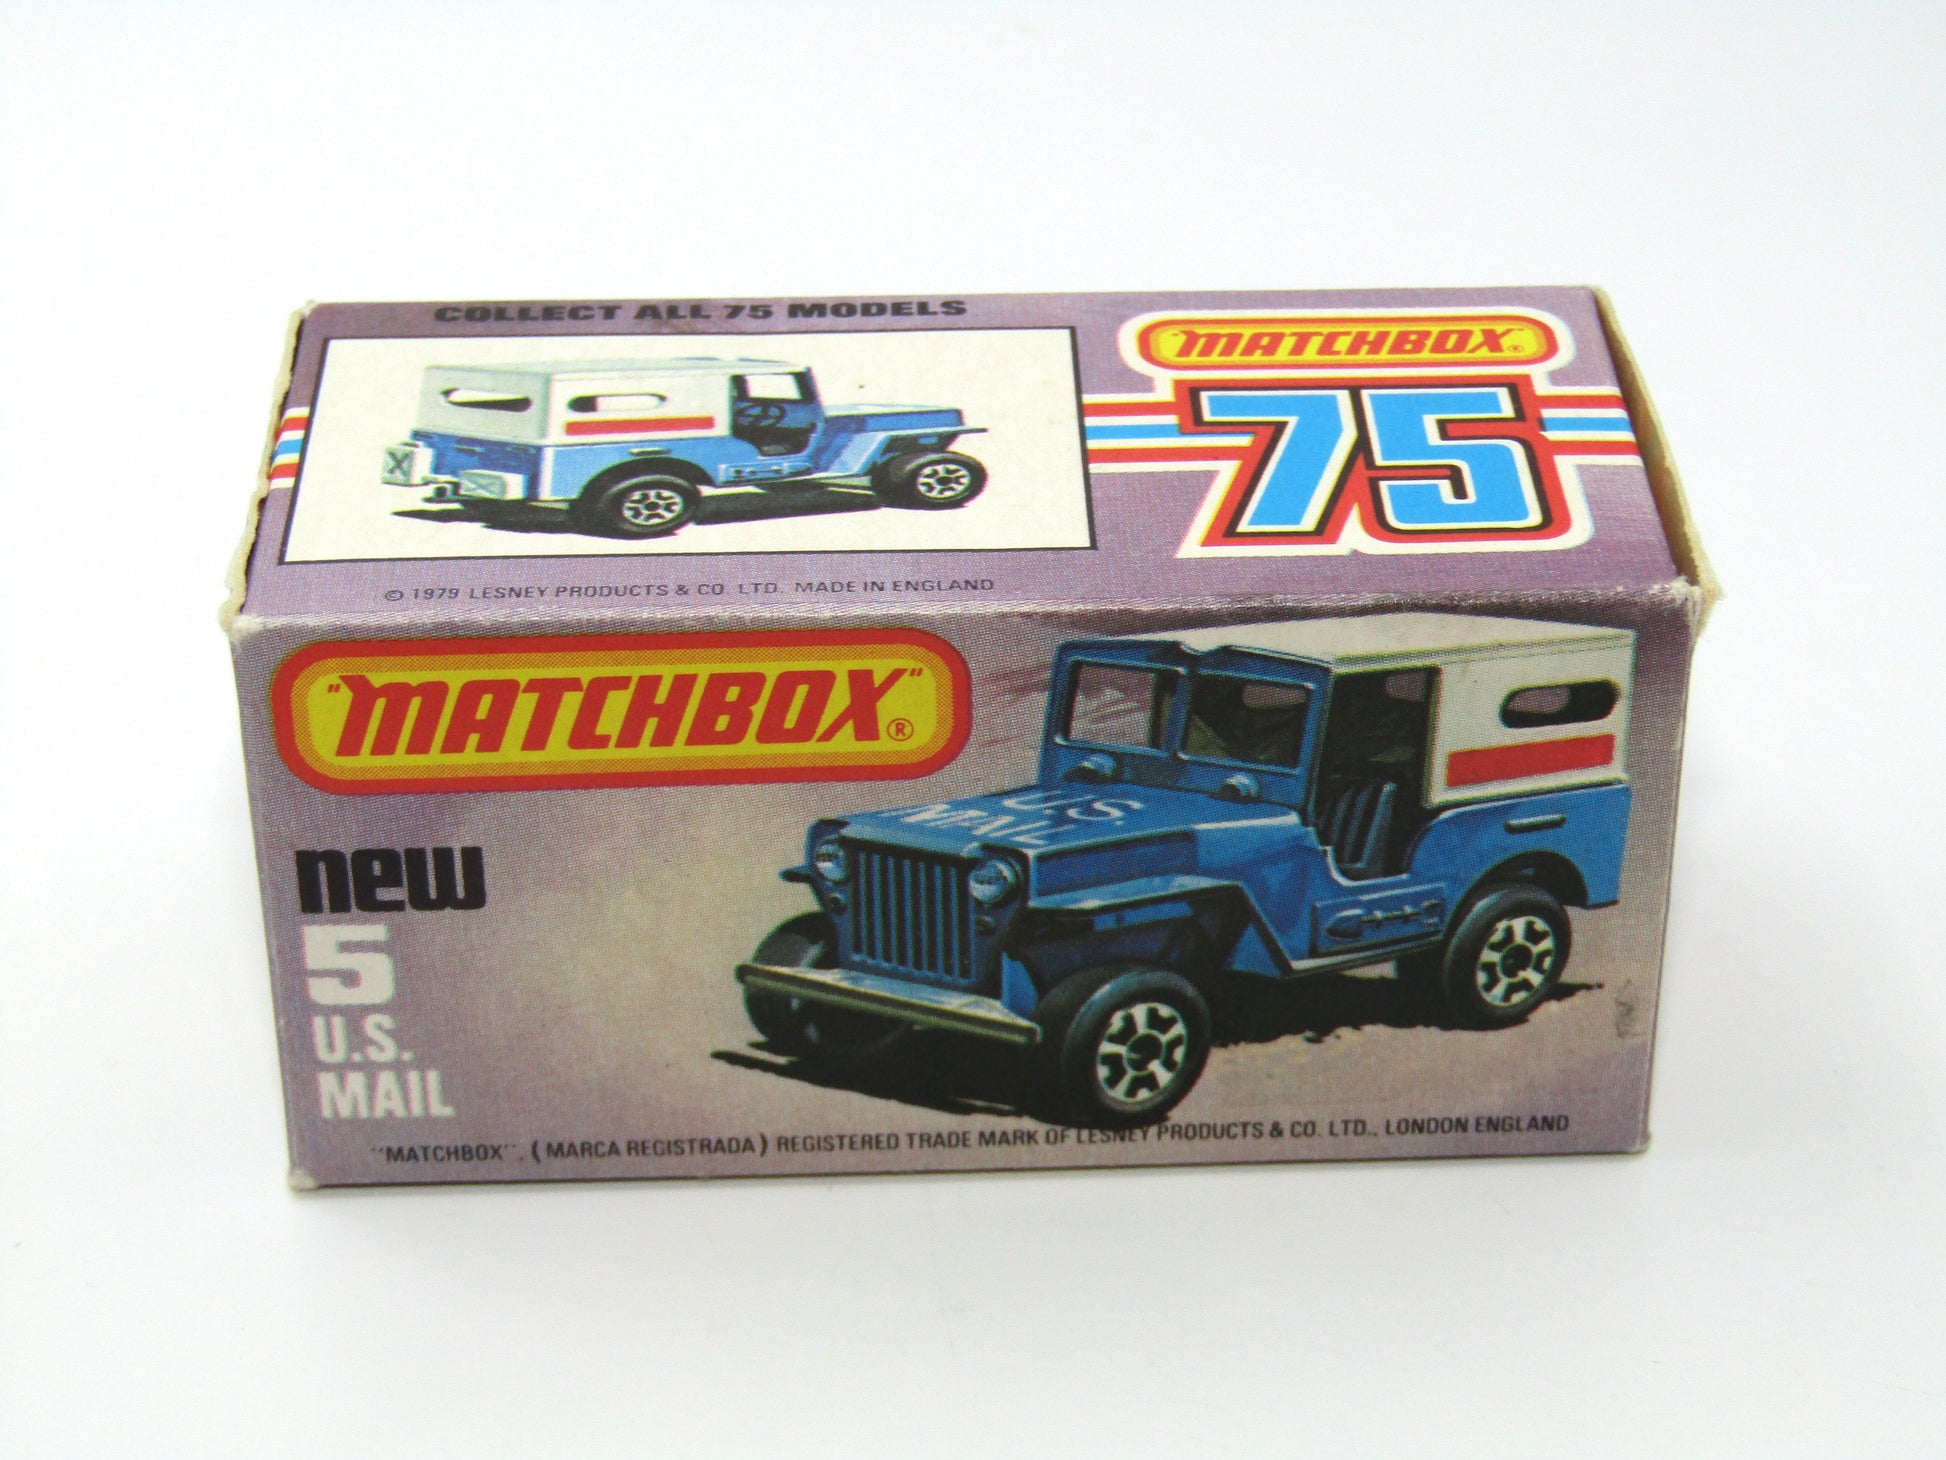 COLLECT ALL 75 MODELS
"MATCHBOX"®
75
© 1979 LESNEY PRODUCTS & CO. LTD. MADE IN ENGLAND
"MATCHBOX"®
new
5
U.S.
MAIL
U.S.
MAIL
"MATCHBOX", (MARCA REGISTRADA) REGISTERED TRADE MARK OF LESNEY PRODUCTS & CO. LTD., LONDON ENGLAND